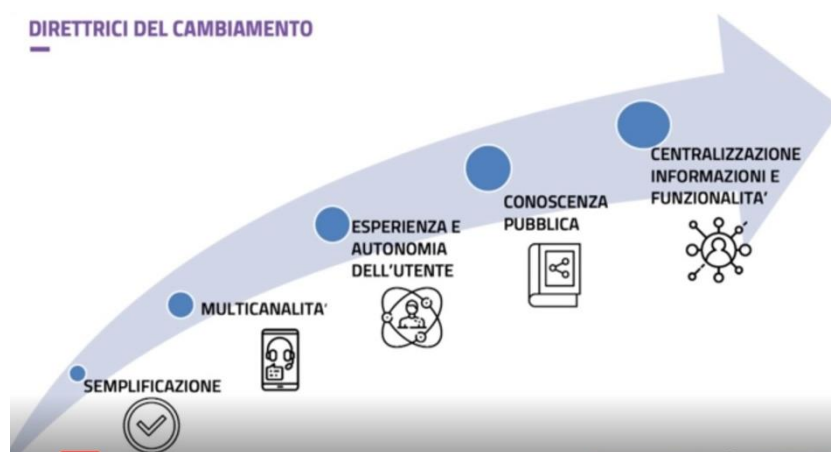 DIRETTRICI DEL CAMBIAMENTO
CENTRALIZZAZIONE
INFORMAZIONI E
FUNZIONALITA'
CONOSCENZA
PUBBLICA
ESPERIENZA E
AUTONOMIA
DELL'UTENTE
MULTICANALITA'
SEMPLIFICAZIONE